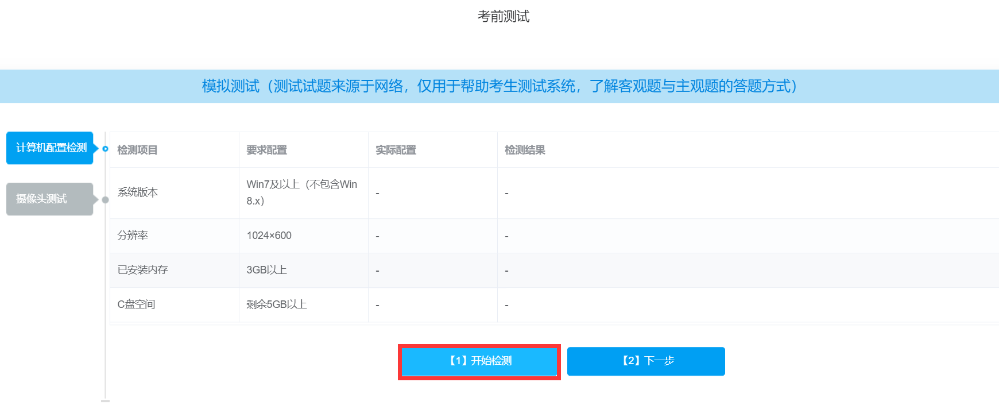 考前测试
模拟测试（测试试题来源于网络，仅用于帮助考生测试系统，了解客观题与主观题的答题方式）
计算机配置检测
摄像头测试
检测项目 要求配置 实际配置 检测结果
系统版本 Win7及以上（不包含Win
8.x） - -
分辨率 1024×600 - -
已安装内存 3GB以上 - -
C盘空间 剩余5GB以上 - -
【1】开始检测 【2】下一步